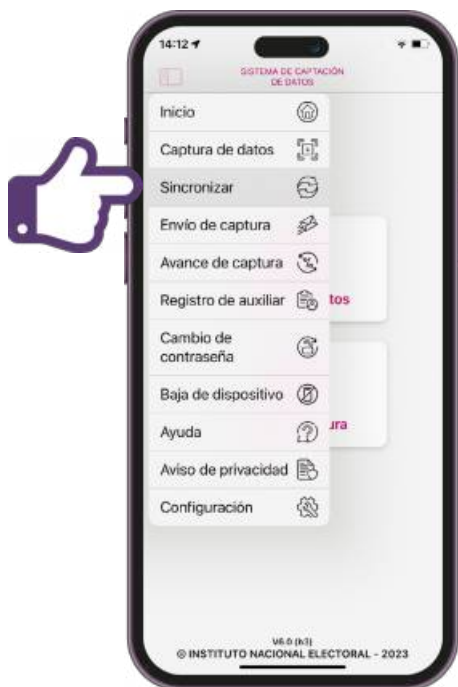 14:12
SISTEMA DE CAPTACIÓN
DE DATOS
Inicio
Captura de datos
Sincronizar
Envío de captura
Avance de captura
Registro de auxiliar
tos
Cambio de
contraseña
Baja de dispositivo
ura
Ayuda
Aviso de privacidad
Configuración
V6.0 (h3)
© INSTITUTO NACIONAL ELECTORAL - 2023